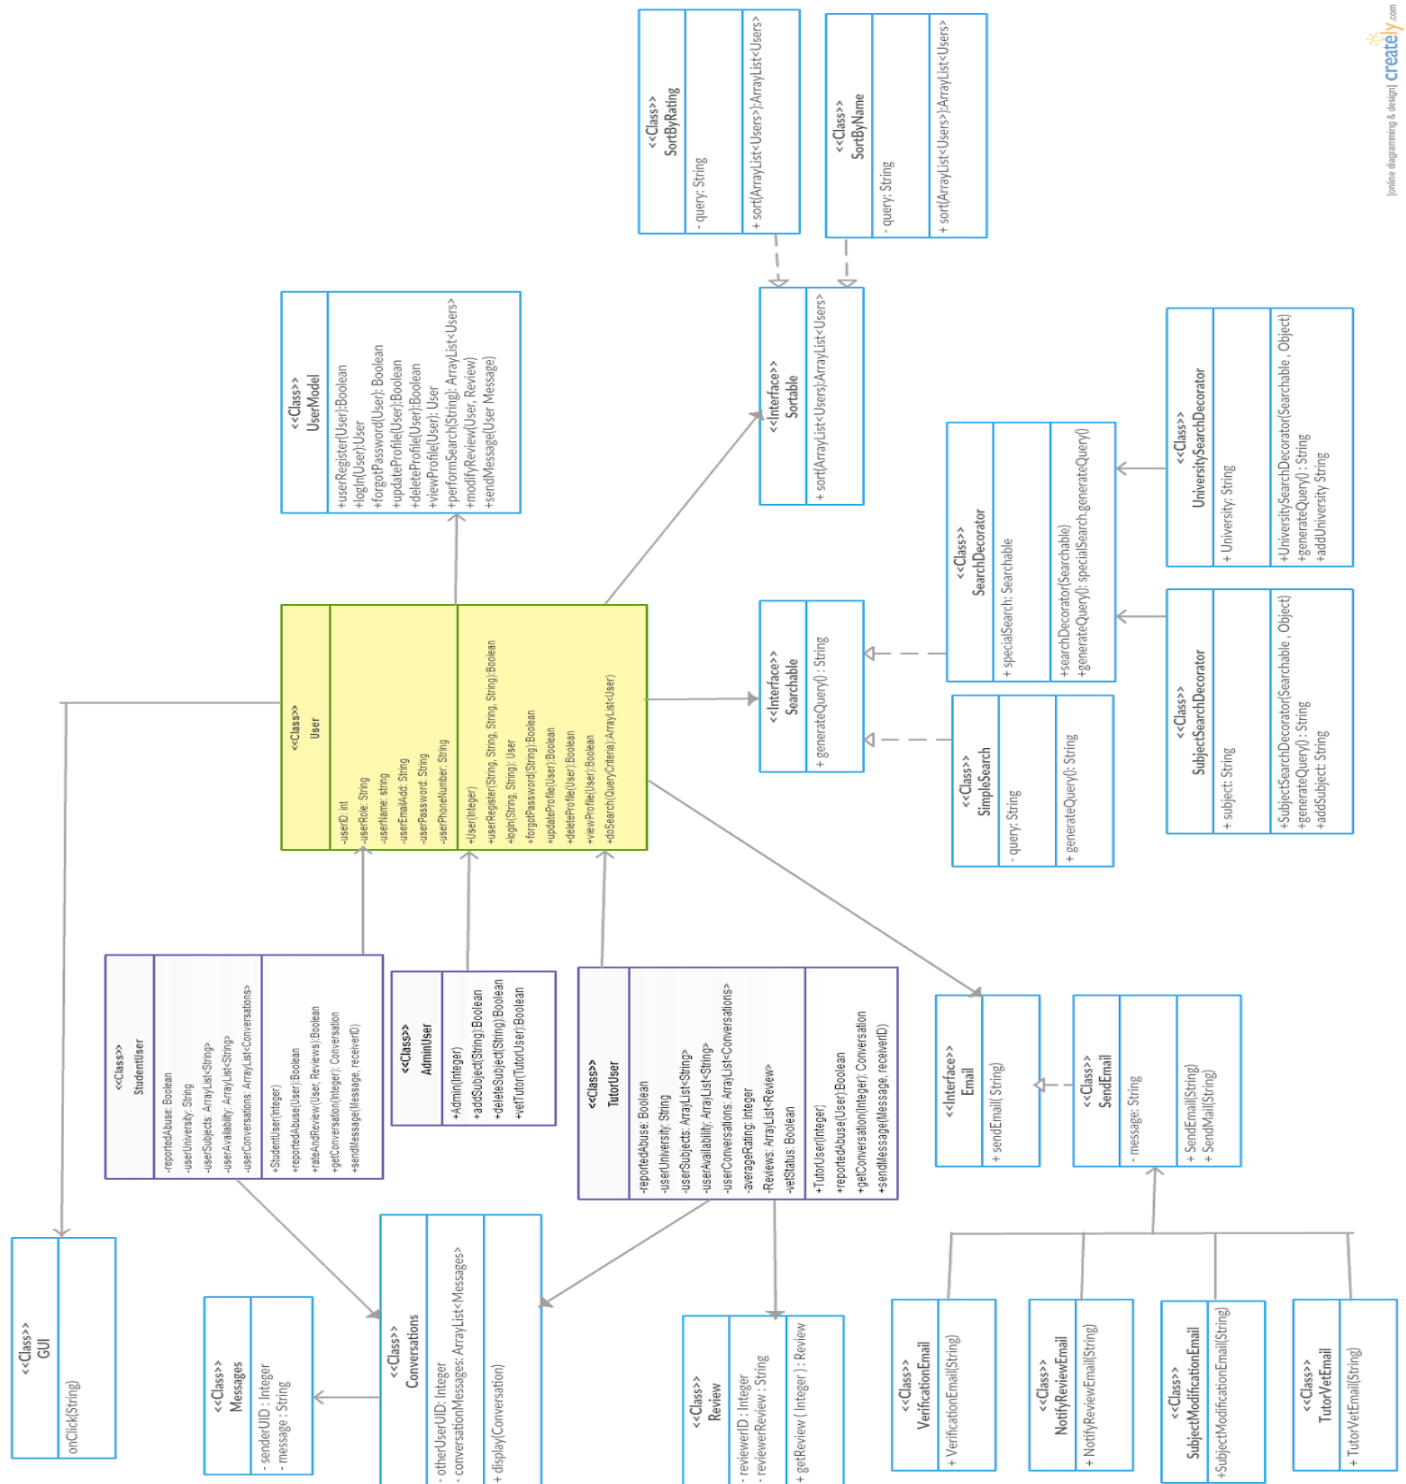 <<Class>>
GUI
onClick(String)
<<Class>>
Messages
- senderUID : Integer
- message : String
<<Class>>
Conversations
- otherUserUID: Integer
- conversationMessages: ArrayList<Messages>
+ display(Conversation)
<<Class>>
Review
- reviewerID : Integer
- reviewerReview : String
+ getReview ( Integer ) : Review
<<Class>>
VerificationEmail
+ VerificationEmail(String)
<<Class>>
NotifyReviewEmail
+ NotifyReviewEmail(String)
<<Class>>
SubjectModificationEmail
+SubjectModificationEmail(String)
<<Class>>
TutorVetEmail
+ TutorVetEmail(String)
<<Class>>
StudentUser
-reportedAbuse: Boolean
-userUniversity: String
-userSubjects: ArrayList<String>
-userAvailability: ArrayList<String>
-userConversations: ArrayList<Conversations>
+StudentUser(Integer)
+reportedAbuse(User):Boolean
+rateAndReview(User, Reviews):Boolean
+getConversation(Integer): Conversation
+sendMessage(Message, receiverID)
<<Class>>
AdminUser
+Admin(Integer)
+addSubject(String):Boolean
+deleteSubject(String):Boolean
+vetTutor(TutorUser):Boolean
<<Class>>
TutorUser
-reportedAbuse: Boolean
-userUniversity: String
-userSubjects: ArrayList<String>
-userAvailability: ArrayList<String>
-userConversations: ArrayList<Conversations>
-averageRating: Integer
-Reviews: ArrayList<Review>
-vetStatus: Boolean
+TutorUser(Integer)
+reportedAbuse(User):Boolean
+getConversation(Integer): Conversation
+sendMessage(Message, receiverID)
<<Interface>>
Email
+ sendEmail( String)
<<Class>>
SendEmail
- message: String
+ SendEmail(String)
+ SendMail(String)
<<Class>>
User
-userID: int
-userRole: String
-userName: string
-userEmailAdd: String
-userPassword: String
-userPhoneNumber: String
+User(Integer)
+userRegister(String, String, String, String):Boolean
+login(String, String): User
+forgotPassword(String):Boolean
+updateProfile(User):Boolean
+deleteProfile(User):Boolean
+viewProfile(User):Boolean
+doSearch(QueryCriteria):ArrayList<User>
<<Interface>>
Searchable
+ generateQuery() : String
<<Class>>
SimpleSearch
- query: String
+ generateQuery(): String
<<Class>>
SubjectSearchDecorator
+ subject: String
+SubjectSearchDecorator(Searchable , Object)
+generateQuery() : String
+addSubject: String
<<Class>>
SearchDecorator
+ specialSearch: Searchable
+searchDecorator(Searchable)
+generateQuery(): specialSearch.generateQuery()
<<Class>>
UniversitySearchDecorator
+ University: String
+UniversitySearchDecorator(Searchable , Object)
+generateQuery() : String
+addUniversity String
<<Class>>
UserModel
+userRegister(User):Boolean
+login(User):User
+forgotPassword(User): Boolean
+updateProfile(User):Boolean
+deleteProfile(User):Boolean
+viewProfile(User): User
+performSearch(String): ArrayList<Users>
+modifyReview(User, Review)
+sendMessage(User Message)
<<Interface>>
Sortable
+ sort(ArrayList<Users):ArrayList<Users>
<<Class>>
SortByRating
- query: String
+ sort(ArrayList<Users>):ArrayList<Users>
<<Class>>
SortByName
- query: String
+ sort(ArrayList<Users>):ArrayList<Users>
[online diagramming & design] creately.com